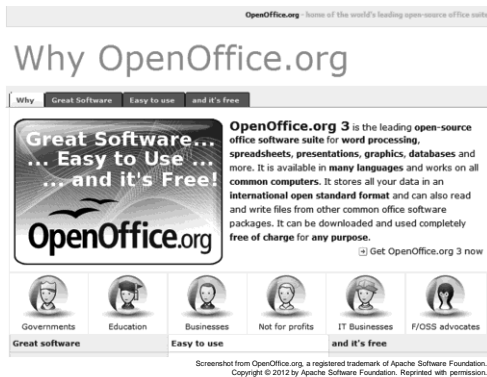 OpenOffice.org - home of the world's leading open-source office suite
Why OpenOffice.org
Why Great Software Easy to use and it's free
Great Software...
... Easy to Use ...
... and it's Free!
OpenOffice.org
OpenOffice.org 3 is the leading open-source
office software suite for word processing,
spreadsheets, presentations, graphics, databases and
more. It is available in many languages and works on all
common computers. It stores all your data in an
international open standard format and can also read
and write files from other common office software
packages. It can be downloaded and used completely
free of charge for any purpose.
Get OpenOffice.org 3 now
Governments Education Businesses Not for profits IT Businesses F/OSS advocates
Great software Easy to use and it's free
Screenshot from OpenOffice.org, a registered trademark of Apache Software Foundation.
Copyright © 2012 by Apache Software Foundation. Reprinted with permission.